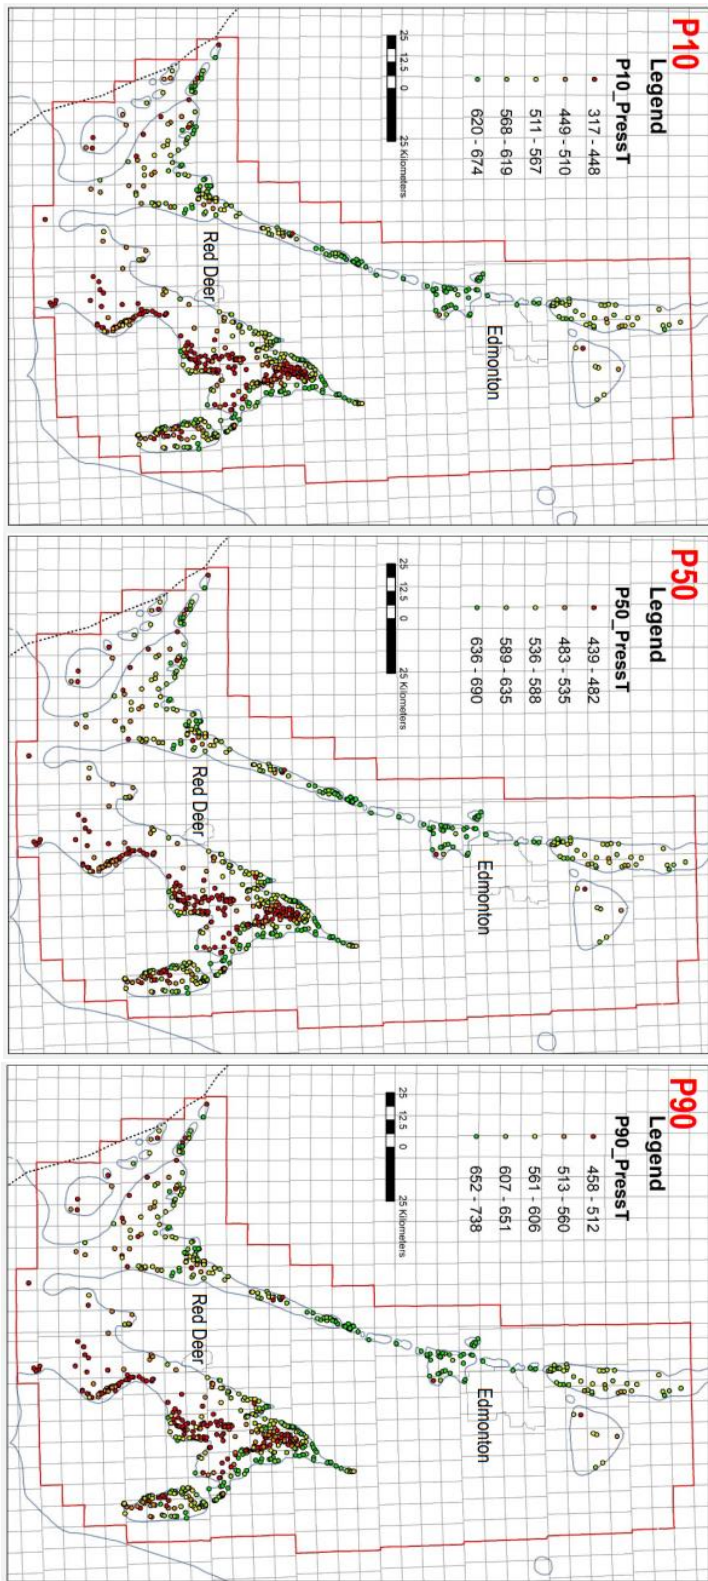 P10
Legend
P10_PressT
317 - 448
449 - 510
511 - 567
568 - 619
620 - 674
25 12.5 0 25 Kilometers
Edmonton
Red Deer
P50
Legend
P50_PressT
439 - 482
483 - 535
536 - 588
589 - 635
636 - 690
25 12.5 0 25 Kilometers
Edmonton
Red Deer
P90
Legend
P90_PressT
458 - 512
513 - 560
561 - 606
607 - 651
652 - 738
25 12.5 0 25 Kilometers
Edmonton
Red Deer